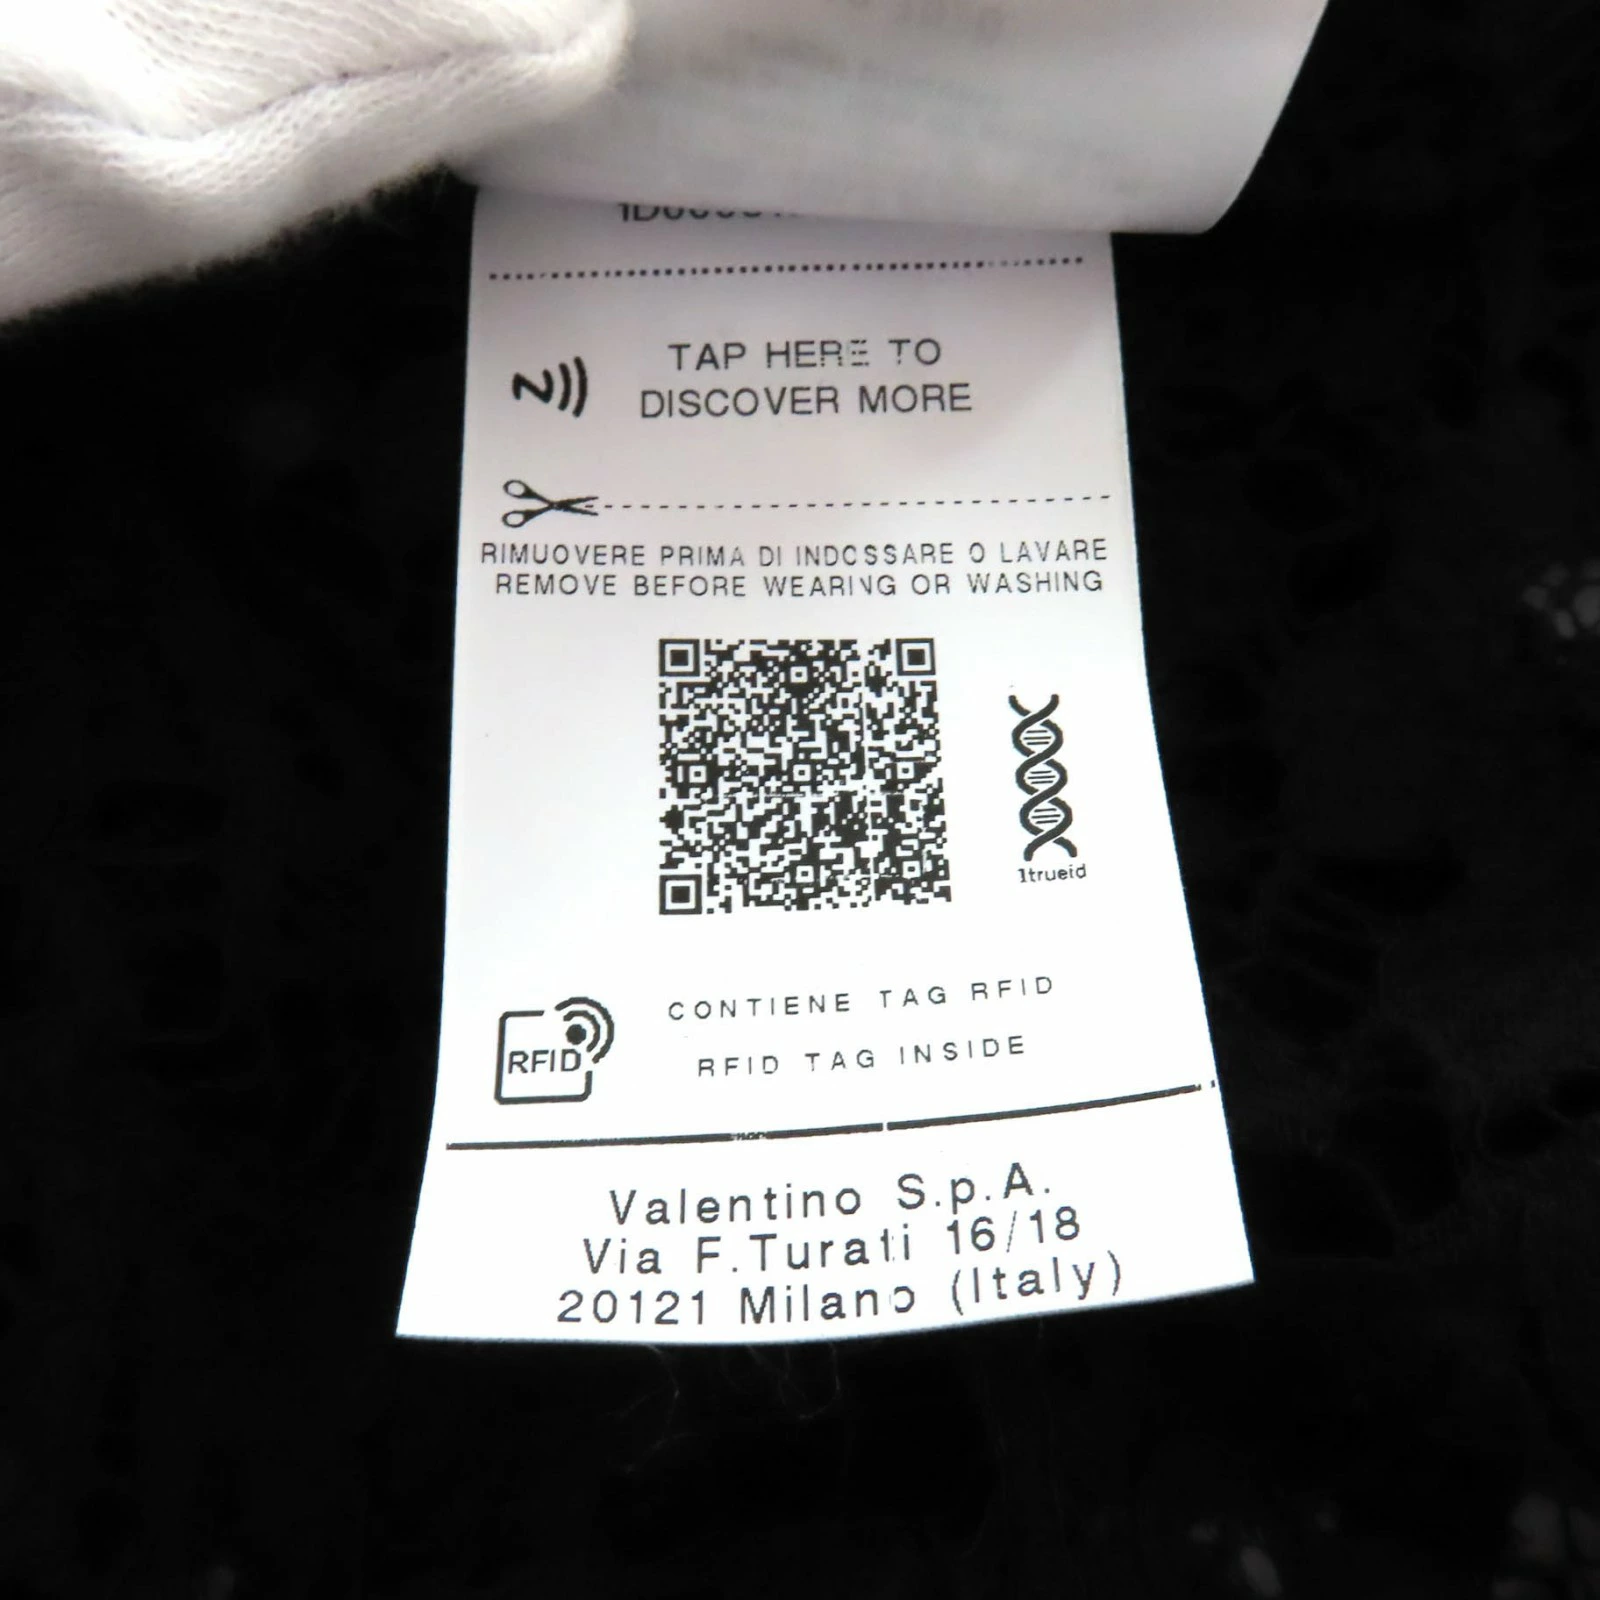 TAP HERE TO
DISCOVER MORE
RIMUOVERE PRIMA DI INDOSSARE O LAVARE
REMOVE BEFORE WEARING OR WASHING
1trueid
RFID
CONTIENE TAG RFID
RFID TAG INSIDE
Valentino S.p.A.
Via F.Turati 16/18
20121 Milano (Italy)